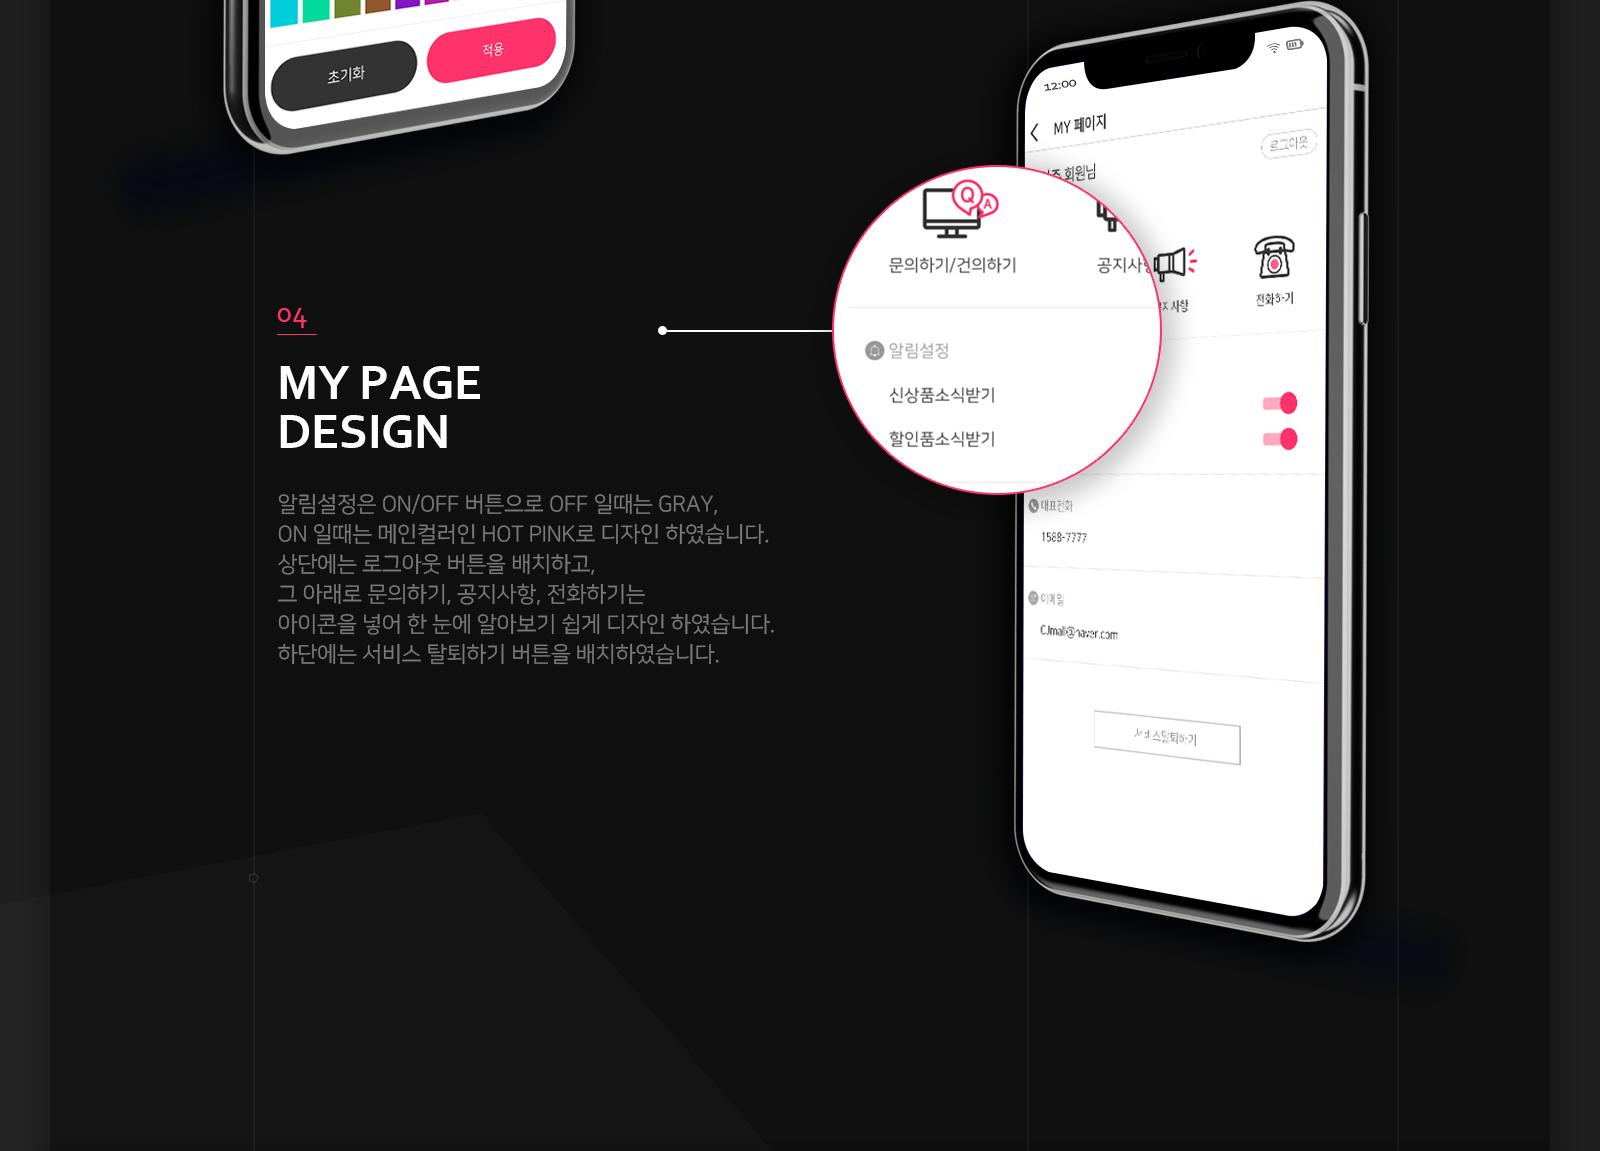 초기화
적용
04
MY PAGE
DESIGN
알림설정은 ON/OFF 버튼으로 OFF 일때는 GRAY,
ON 일때는 메인컬러인 HOT PINK로 디자인 하였습니다.
상단에는 로그아웃 버튼을 배치하고,
그 아래로 문의하기, 공지사항, 전화하기는
아이콘을 넣어 한 눈에 알아보기 쉽게 디자인 하였습니다.
하단에는 서비스 탈퇴하기 버튼을 배치하였습니다.
12:00
MY 페이지
로그아웃
회원님
Q
A
문의하기/건의하기
공지사항
사항
전화하기
알림설정
신상품소식받기
할인품소식받기
대표전화
1588-7777
이메일
CJmall@naver.com
서비스탈퇴하기